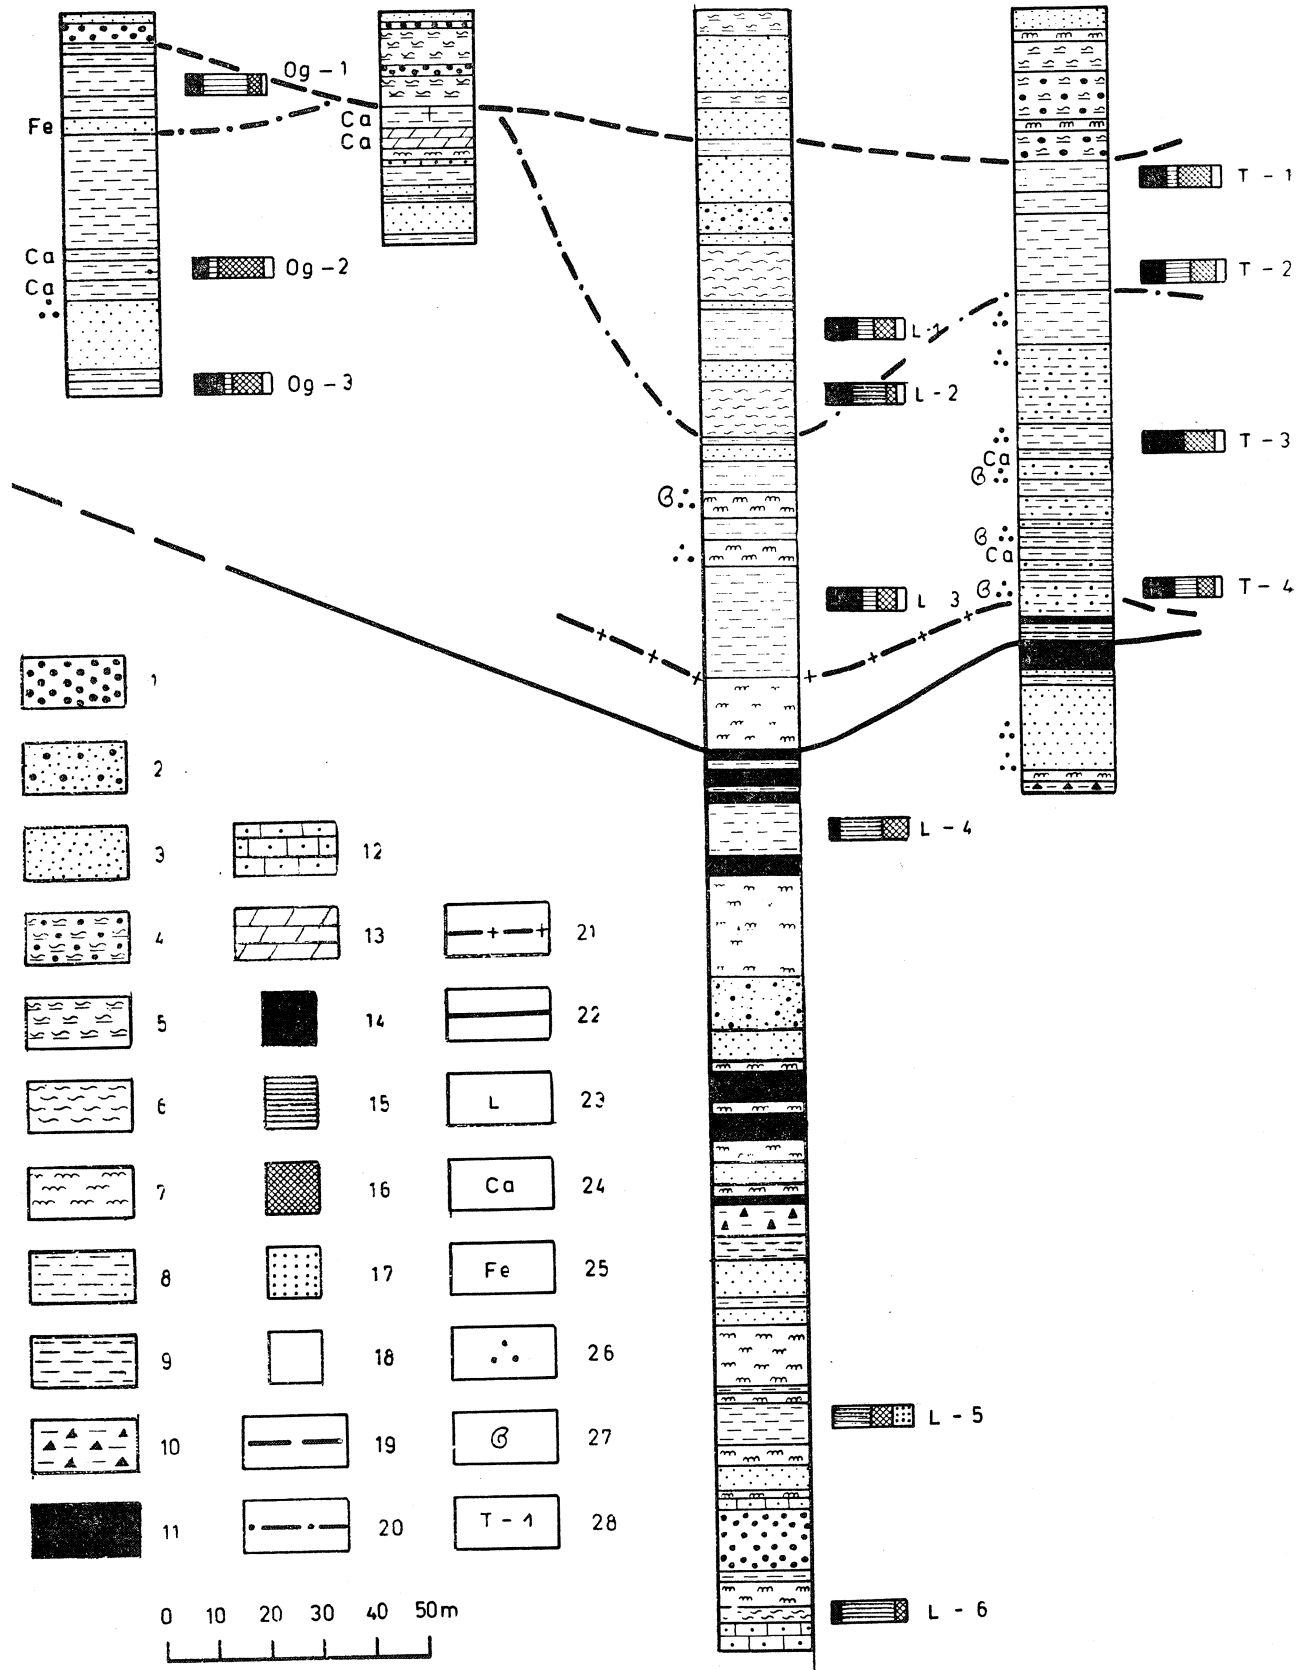 Og - 1
Fe
Ca
Ca
T - 1
Ca
Og - 2
T - 2
Ca
L - 1
Og - 3
L - 2
T - 3
Ca
Ca
L 3
T - 4
1
2
3
12
L - 4
4
13
21
5
14
22
6
15
L
23
7
16
Ca
24
8
17
Fe
25
9
18
26
10
19
27
L - 5
11
20
T - 1
28
0 10 20 30 40 50m
L - 6